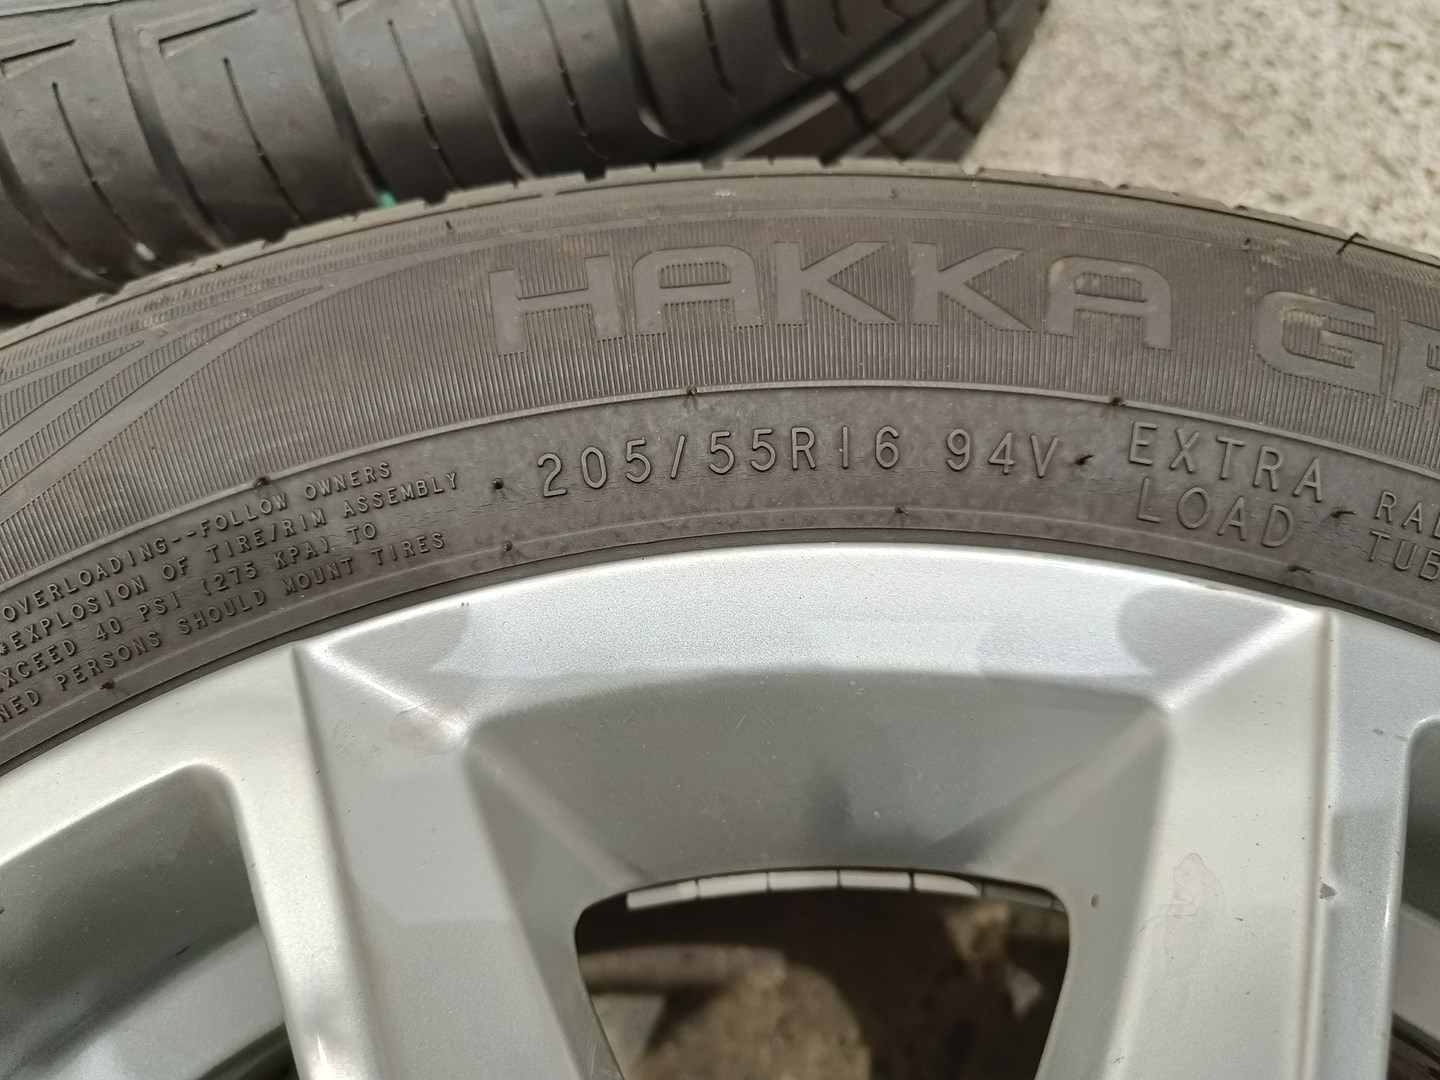 HAKKA
205/55R16 94V
EXTRA
LOAD
OVERLOADING--FOLLOW OWNERS
*EXPLOSION OF TIRE/RIM ASSEMBLY
EXCEED 40 PSI (275 KPA) TO
PERSONS SHOULD MOUNT TIRES